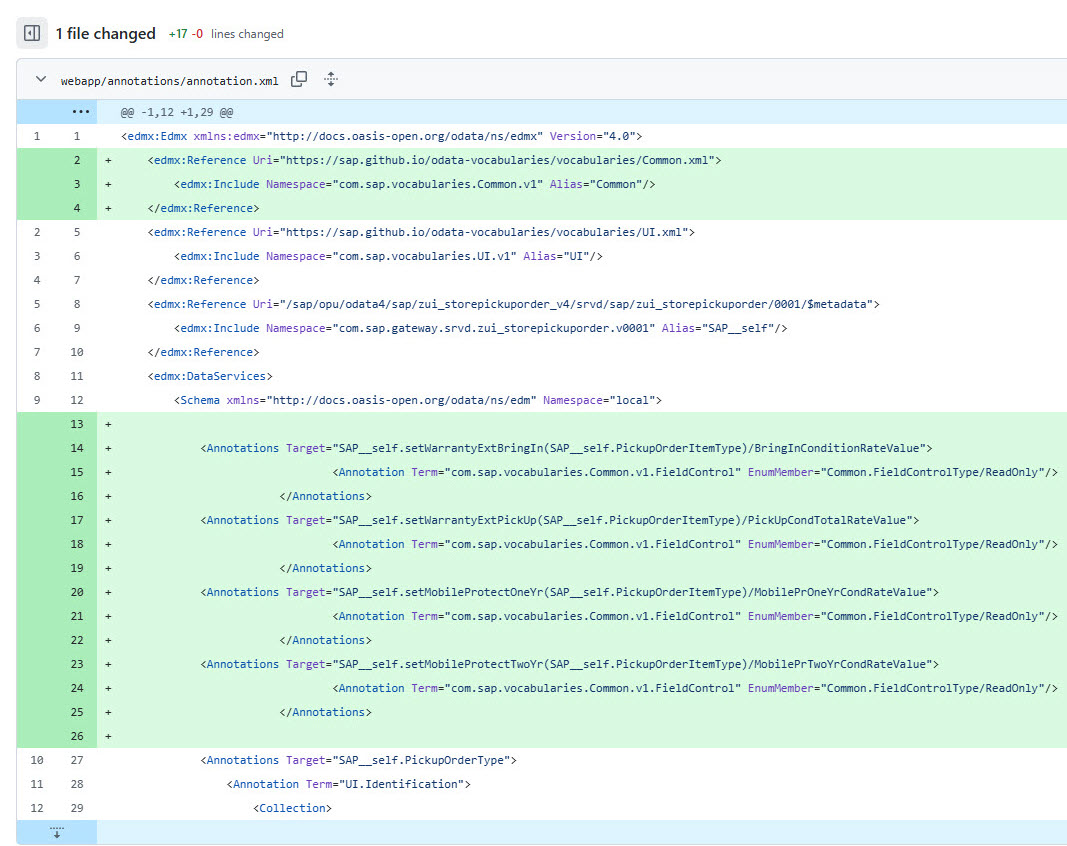 1 file changed +17 -0 lines changed
webapp/annotations/annotation.xml
@@ -1,12 +1,29 @@
1 1 <edmx:Edmx xmlns:edmx="http://docs.oasis-open.org/odata/ns/edmx" Version="4.0">
2 + <edmx:Reference Uri="https://sap.github.io/odata-vocabularies/vocabularies/Common.xml">
3 + <edmx:Include Namespace="com.sap.vocabularies.Common.v1" Alias="Common"/>
4 + </edmx:Reference>
2 5 <edmx:Reference Uri="https://sap.github.io/odata-vocabularies/vocabularies/UI.xml">
3 6 <edmx:Include Namespace="com.sap.vocabularies.UI.v1" Alias="UI"/>
4 7 </edmx:Reference>
5 8 <edmx:Reference Uri="/sap/opu/odata4/sap/zui_storepickuporder_v4/srvd/sap/zui_storepickuporder/0001/$metadata">
6 9 <edmx:Include Namespace="com.sap.gateway.srvd.zui_storepickuporder.v0001" Alias="SAP__self"/>
7 10 </edmx:Reference>
8 11 <edmx:DataServices>
9 12 <Schema xmlns="http://docs.oasis-open.org/odata/ns/edm" Namespace="local">
13 +
14 + <Annotations Target="SAP__self.setWarrantyExtBringIn(SAP__self.PickupOrderItemType)/BringInConditionRateValue">
15 + <Annotation Term="com.sap.vocabularies.Common.v1.FieldControl" EnumMember="Common.FieldControlType/ReadOnly"/>
16 + </Annotations>
17 + <Annotations Target="SAP__self.setWarrantyExtPickUp(SAP__self.PickupOrderItemType)/PickUpCondTotalRateValue">
18 + <Annotation Term="com.sap.vocabularies.Common.v1.FieldControl" EnumMember="Common.FieldControlType/ReadOnly"/>
19 + </Annotations>
20 + <Annotations Target="SAP__self.setMobileProtectOneYr(SAP__self.PickupOrderItemType)/MobilePrOneYrCondRateValue">
21 + <Annotation Term="com.sap.vocabularies.Common.v1.FieldControl" EnumMember="Common.FieldControlType/ReadOnly"/>
22 + </Annotations>
23 + <Annotations Target="SAP__self.setMobileProtectTwoYr(SAP__self.PickupOrderItemType)/MobilePrTwoYrCondRateValue">
24 + <Annotation Term="com.sap.vocabularies.Common.v1.FieldControl" EnumMember="Common.FieldControlType/ReadOnly"/>
25 + </Annotations>
26 +
10 27 <Annotations Target="SAP__self.PickupOrderType">
11 28 <Annotation Term="UI.Identification">
12 29 <Collection>